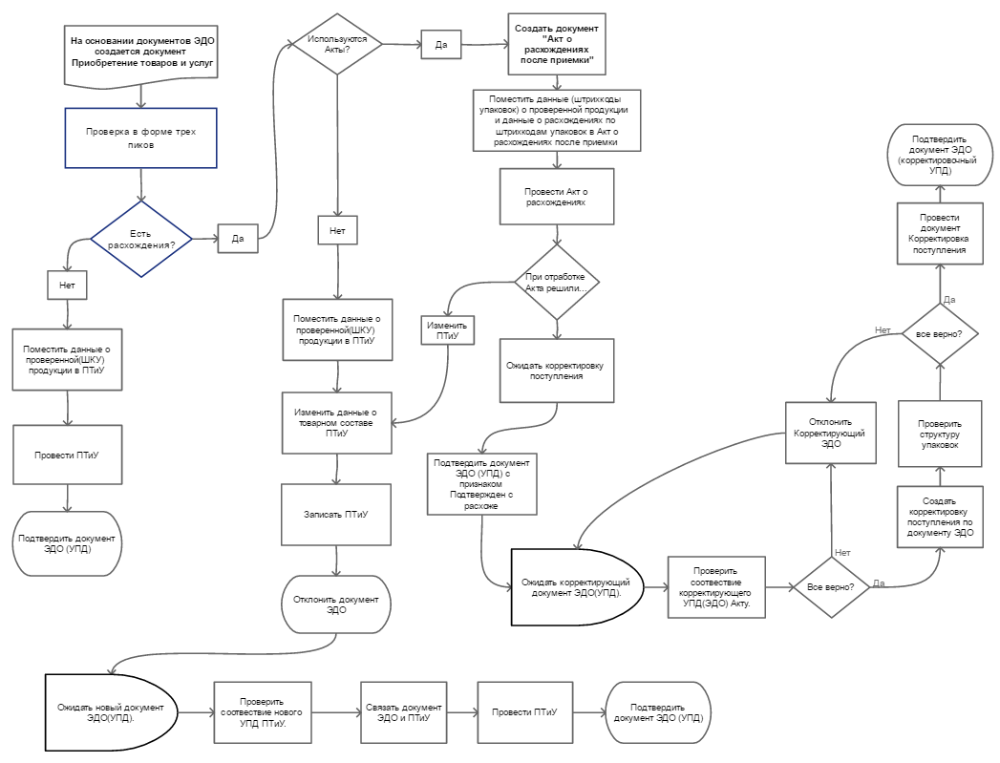 На основании документов ЭДО
создается документ
Приобретение товаров и услуг
Проверка в форме трех
пиков
Есть
расхождения?
Да
Нет
Поместить данные о
проверенной(ШКУ)
продукции в ПТиУ
Провести ПТиУ
Подтвердить документ
ЭДО (УПД)
Используются
Акты?
Да
Нет
Поместить данные о
проверенной(ШКУ)
продукции в ПТиУ
Изменить данные о
товарном составе
ПТиУ
Записать ПТиУ
Отклонить документ
ЭДО
Создать документ
"Акт о
расхождениях
после приемки"
Поместить данные (штрихкоды
упаковок) о проверенной продукции
и данные о расхождениях по
штрихкодам упаковок в Акт о
расхождениях после приемки
Провести Акт о
расхождениях
При отработке
Акта решили...
Изменить
ПТиУ
Ожидать корректировку
поступления
Подтвердить документ
ЭДО (УПД) с
признаком
Подтвержден с
расхоже
Ожидать корректирующий
документ ЭДО(УПД).
Проверить
соотвествие
корректирующего
УПД(ЭДО) Акту.
Все верно?
Нет
Да
Отклонить
Корректирующий
ЭДО
Создать
корректировку
поступления по
документу ЭДО
Проверить
структуру
упаковок
все верно?
Нет
Да
Провести
документ
Корректировка
поступления
Подтвердить
документ ЭДО
(корректировочный
УПД)
Ожидать новый документ
ЭДО(УПД).
Проверить
соотвествие нового
УПД ПТиУ.
Связать документ
ЭДО и ПТиУ
Провести ПТиУ
Подтвердить
документ ЭДО (УПД)